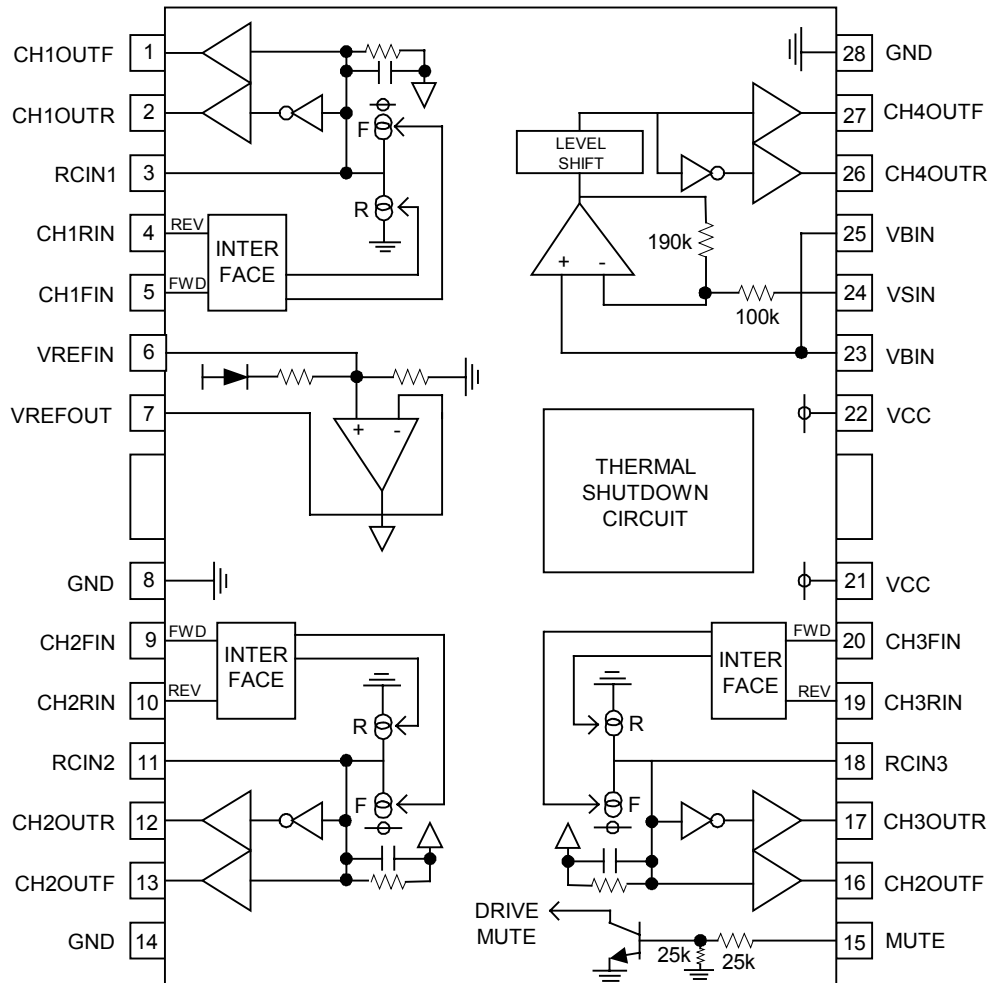 CH1OUTF 1
CH1OUTR 2
RCIN1 3
CH1RIN 4 REV
CH1FIN 5 FWD
INTER
FACE
F
R
VREFIN 6
VREFOUT 7
+ -
GND 8
CH2FIN 9 FWD
CH2RIN 10 REV
INTER
FACE
R
F
RCIN2 11
CH2OUTR 12
CH2OUTF 13
GND 14
28 GND
27 CH4OUTF
26 CH4OUTR
LEVEL
SHIFT
190k
+ -
100k
25 VBIN
24 VSIN
23 VBIN
22 VCC
THERMAL
SHUTDOWN
CIRCUIT
21 VCC
FWD 20 CH3FIN
REV 19 CH3RIN
INTER
FACE
R
F
18 RCIN3
17 CH3OUTR
16 CH2OUTF
15 MUTE
DRIVE
MUTE
25k 25k